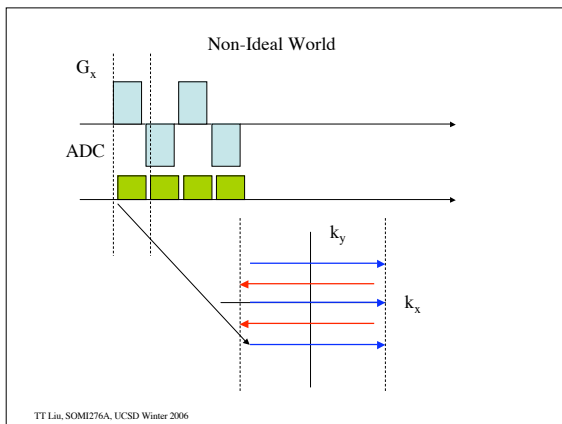 Non-Ideal World
Gx
ADC
ky
kx
TT Liu, SOMI276A, UCSD Winter 2006